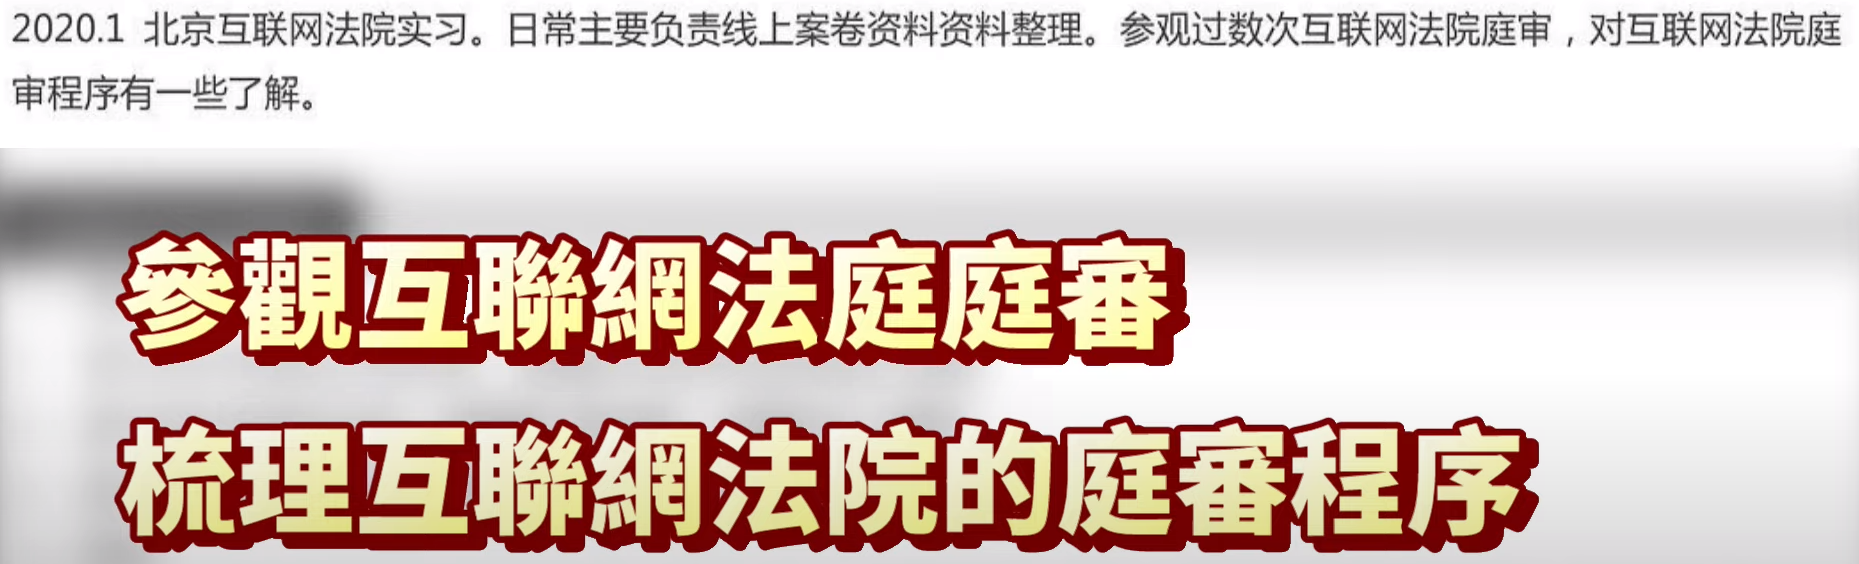 2020.1 北京互联网法院实习。日常主要负责线上案卷资料资料整理。参观过数次互联网法院庭审，对互联网法院庭
审程序有一些了解。
參觀互聯網法庭庭審
梳理互聯網法院的庭審程序